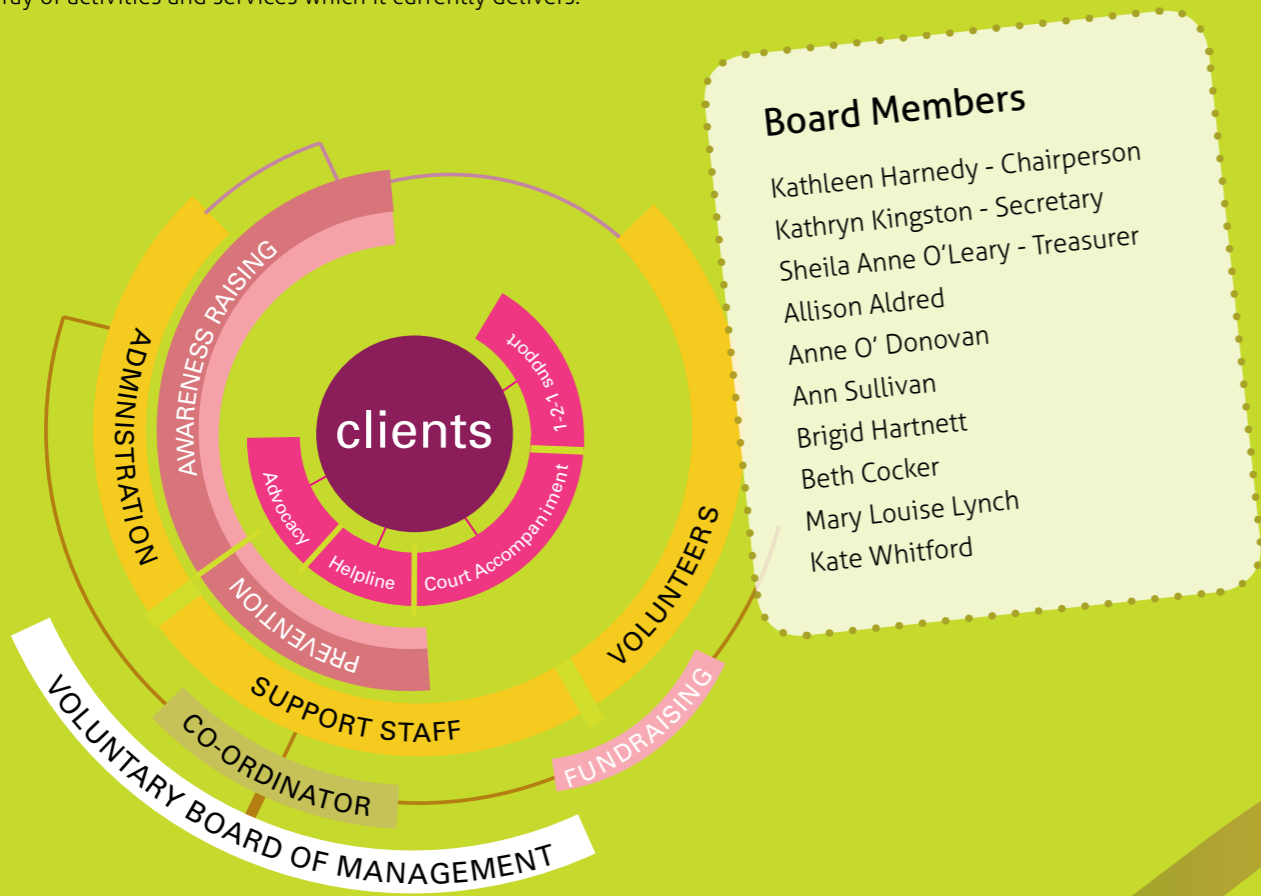 ray of activities and services which it currently delivers.
Board Members
Kathleen Harnedy - Chairperson
Kathryn Kingston - Secretary
Sheila Anne O'Leary - Treasurer
Allison Aldred
Anne O' Donovan
Ann Sullivan
Brigid Hartnett
Beth Cocker
Mary Louise Lynch
Kate Whitford
clients
1-2-1 support
Court Accompaniment
Helpline
Advocacy
AWARENESS RAISING
PREVENTION
ADMINISTRATION
SUPPORT STAFF
VOLUNTEERS
FUNDRAISING
CO-ORDINATOR
VOLUNTARY BOARD OF MANAGEMENT